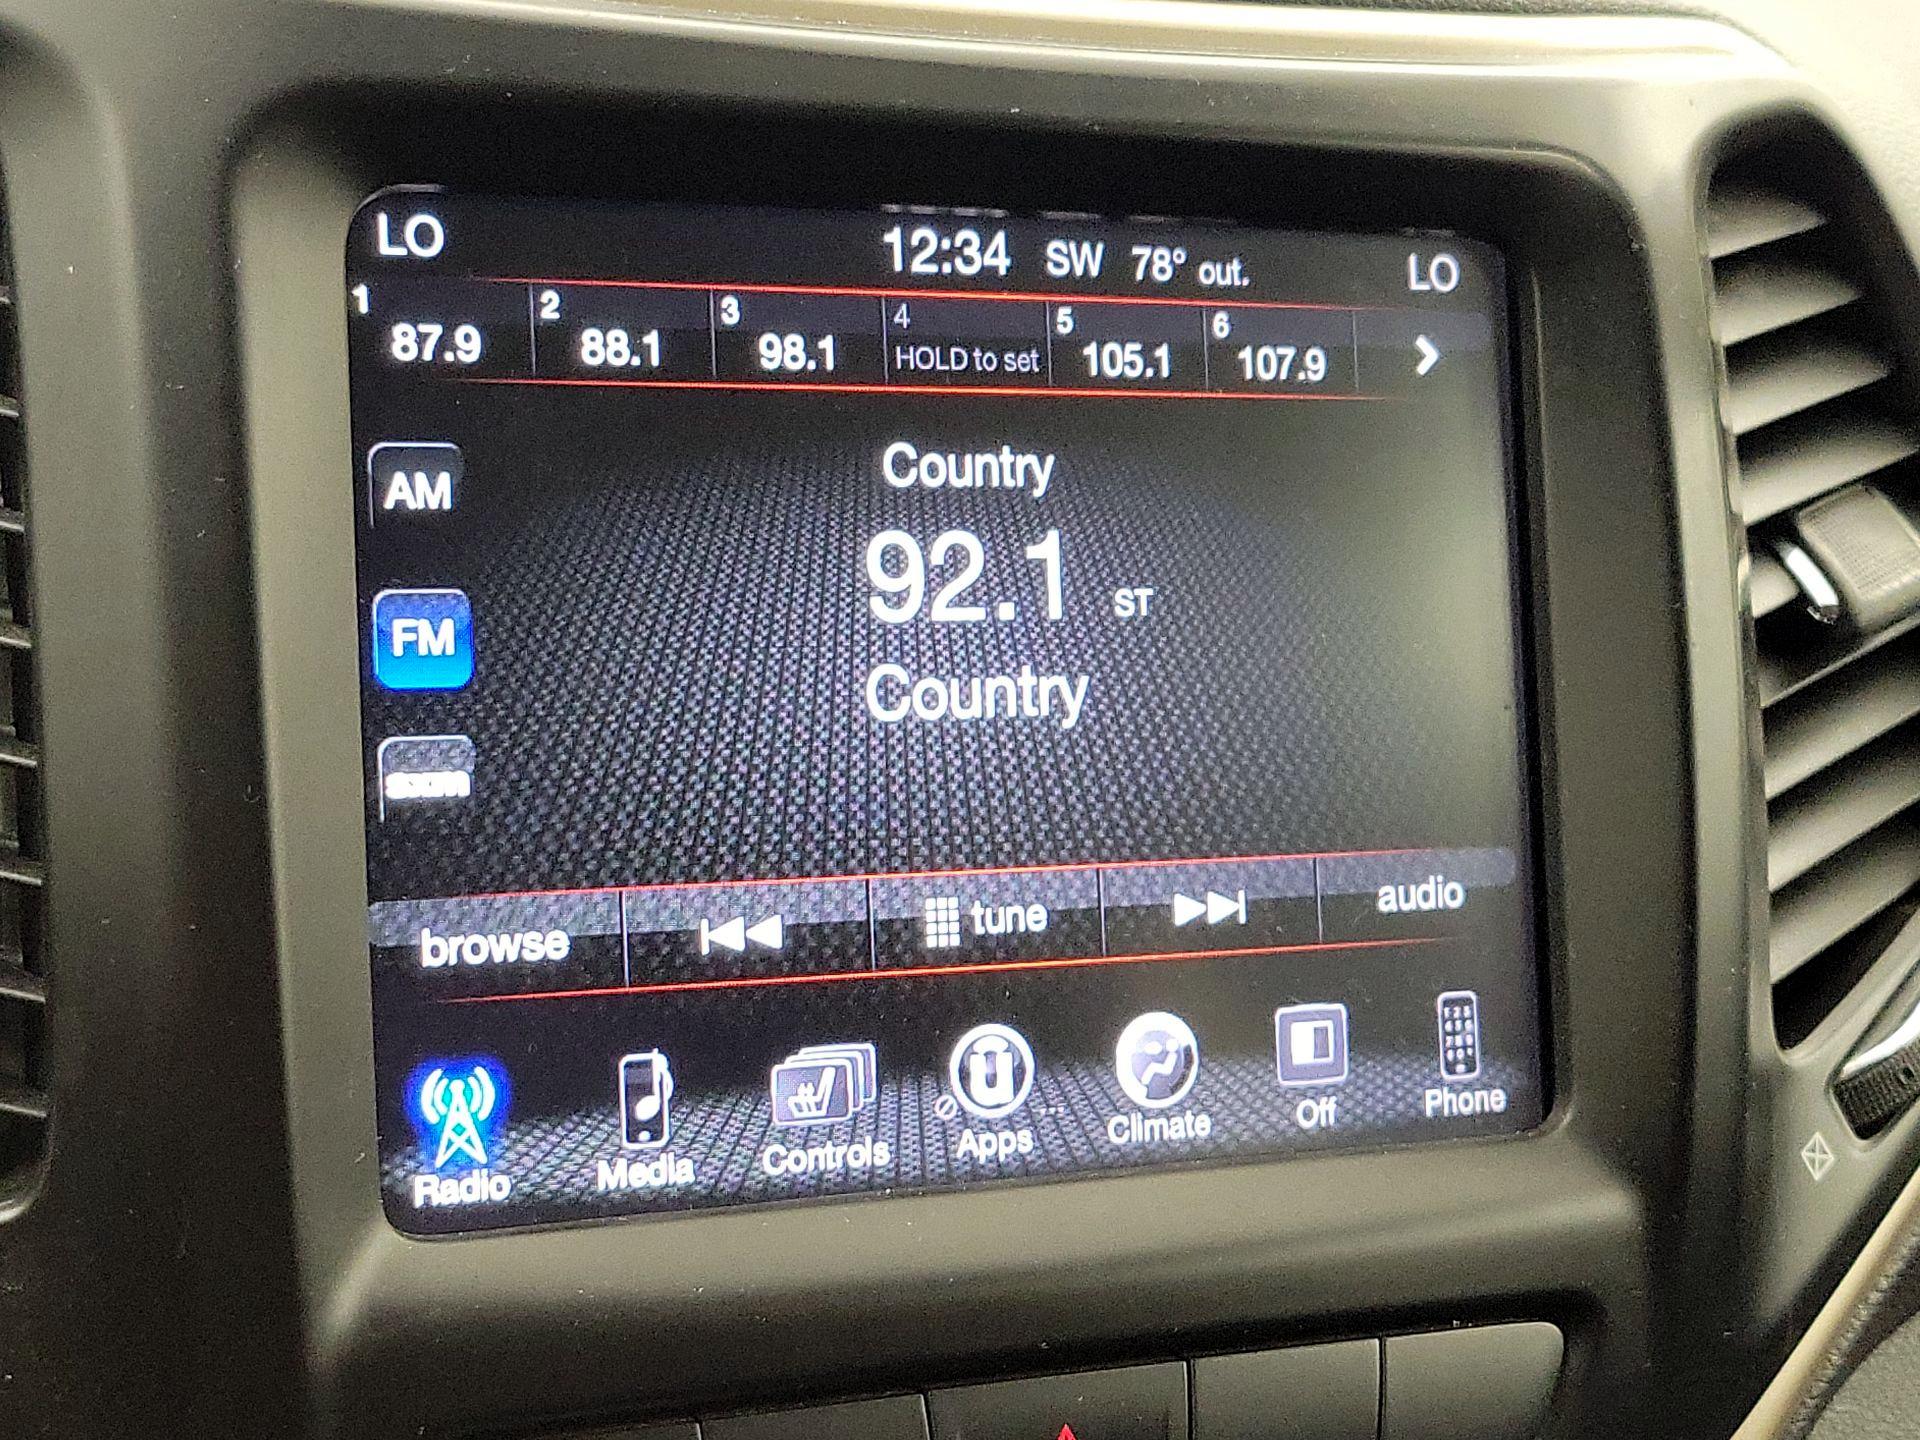 LO 12:34 SW 78° out. LO
1 2 3 4 5 6
87.9 88.1 98.1 HOLD to set 105.1 107.9
AM
FM
Country
92.1 ST
Country
browse tune audio
Radio Media Controls Apps Climate Off Phone